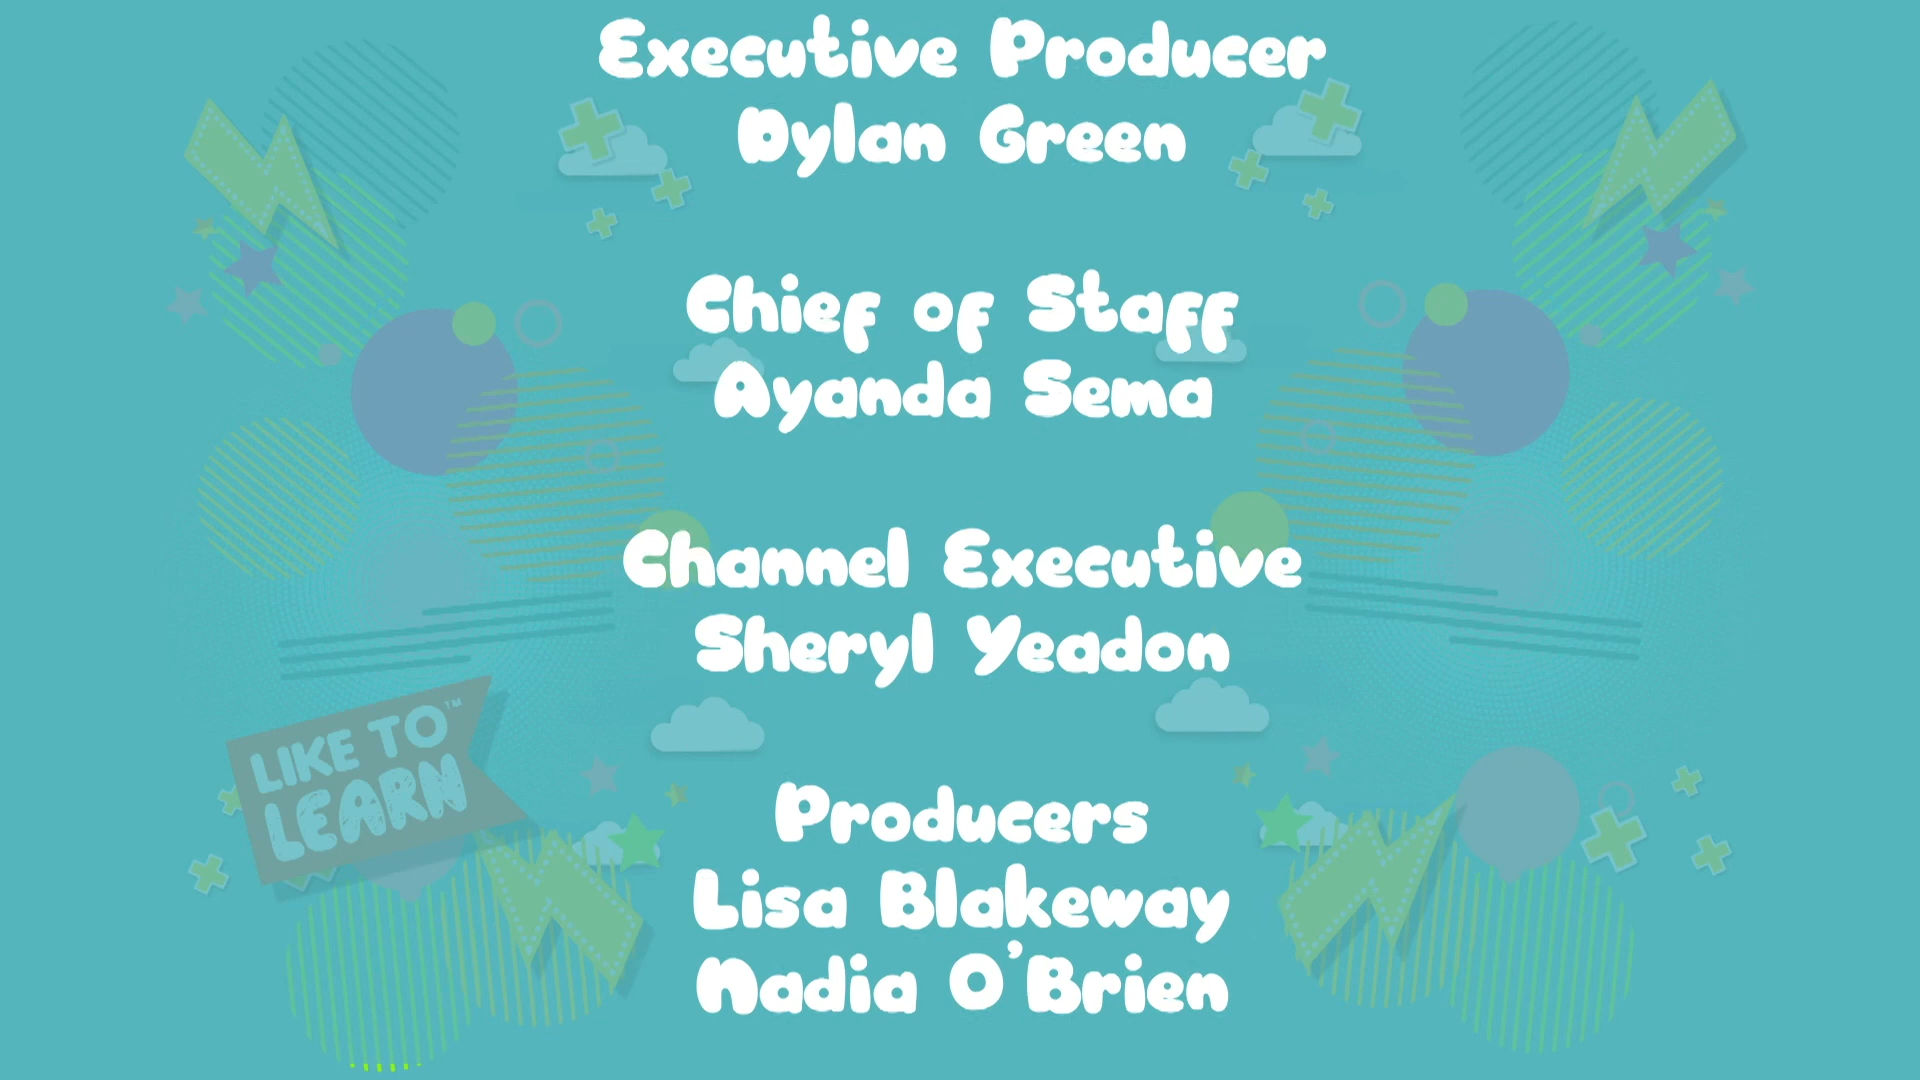 Executive Producer
Dylan Green
Chief of Staff
Ayanda Sema
Channel Executive
Sheryl Yeadon
LIKE TO™
LEARN
Producers
Lisa Blakeway
Nadia O'Brien